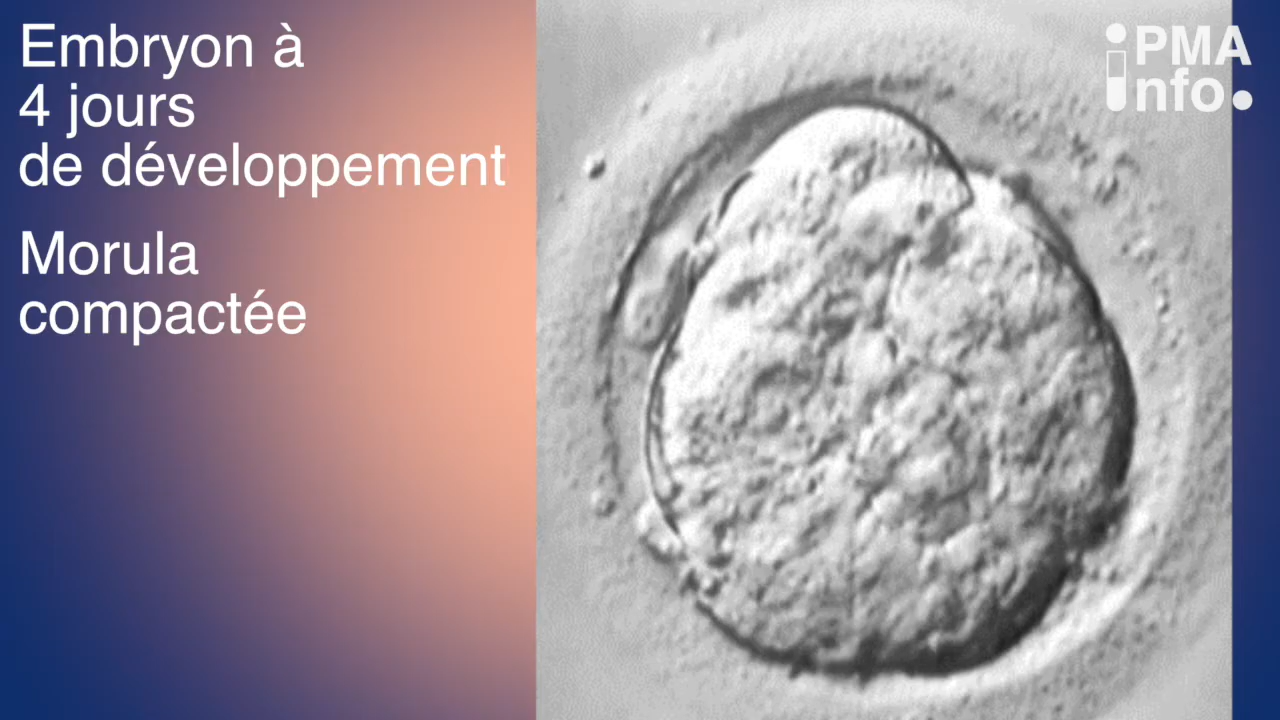 Embryon à
4 jours
de développement
Morula
compactée
PMA
info.